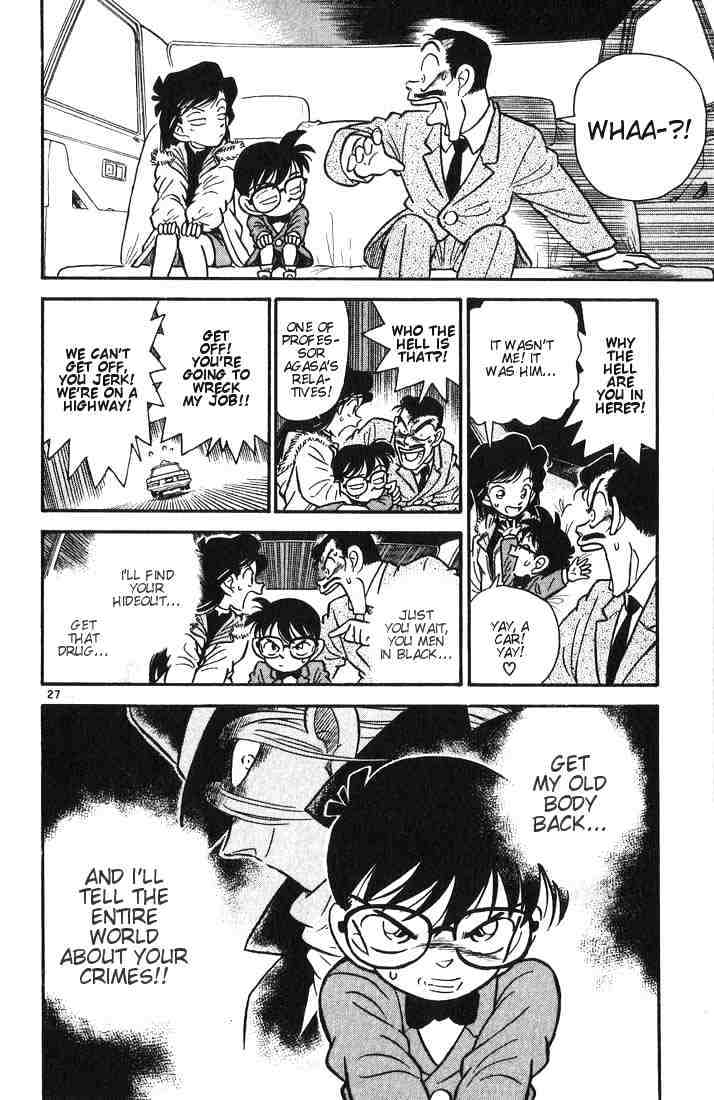 WHAA-?!
WHY
THE
HELL
ARE
YOU IN
HERE?!
IT WASN'T
ME! IT
WAS HIM...
YAY, A
CAR!
YAY!
♡
WHO THE
HELL IS
THAT?!
ONE OF
PROFES-
SOR
AGASA'S
RELA-
TIVES!
GET
OFF!
YOU'RE
GOING TO
WRECK
MY JOB!!
WE CAN'T
GET OFF,
YOU JERK!
WE'RE ON A
HIGHWAY!
JUST
YOU WAIT,
YOU MEN
IN BLACK...
I'LL FIND
YOUR
HIDEOUT...
GET
THAT
DRUG...
27
GET
MY OLD
BODY
BACK...
AND I'LL
TELL THE
ENTIRE
WORLD
ABOUT YOUR
CRIMES!!